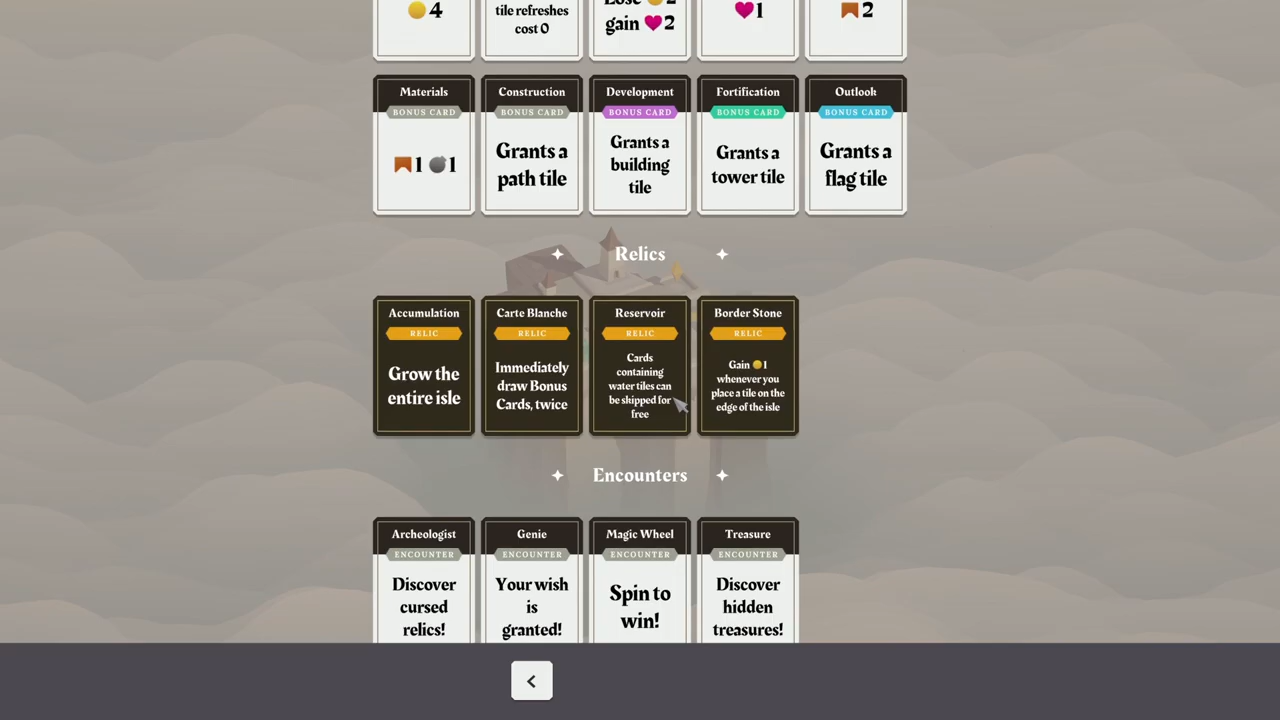 4
tile refreshes
cost 0
gain 2
1
2
Materials
BONUS CARD
1 1
Construction
BONUS CARD
Grants a
path tile
Development
BONUS CARD
Grants a
building
tile
Fortification
BONUS CARD
Grants a
tower tile
Outlook
BONUS CARD
Grants a
flag tile
Relics
Accumulation
RELIC
Grow the
entire isle
Carte Blanche
RELIC
Immediately
draw Bonus
Cards, twice
Reservoir
RELIC
Cards
containing
water tiles can
be skipped for
free
Border Stone
RELIC
Gain 1
whenever you
place a tile on the
edge of the isle
Encounters
Archeologist
ENCOUNTER
Discover
cursed
relics!
Genie
ENCOUNTER
Your wish
is
granted!
Magic Wheel
ENCOUNTER
Spin to
win!
Treasure
ENCOUNTER
Discover
hidden
treasures!